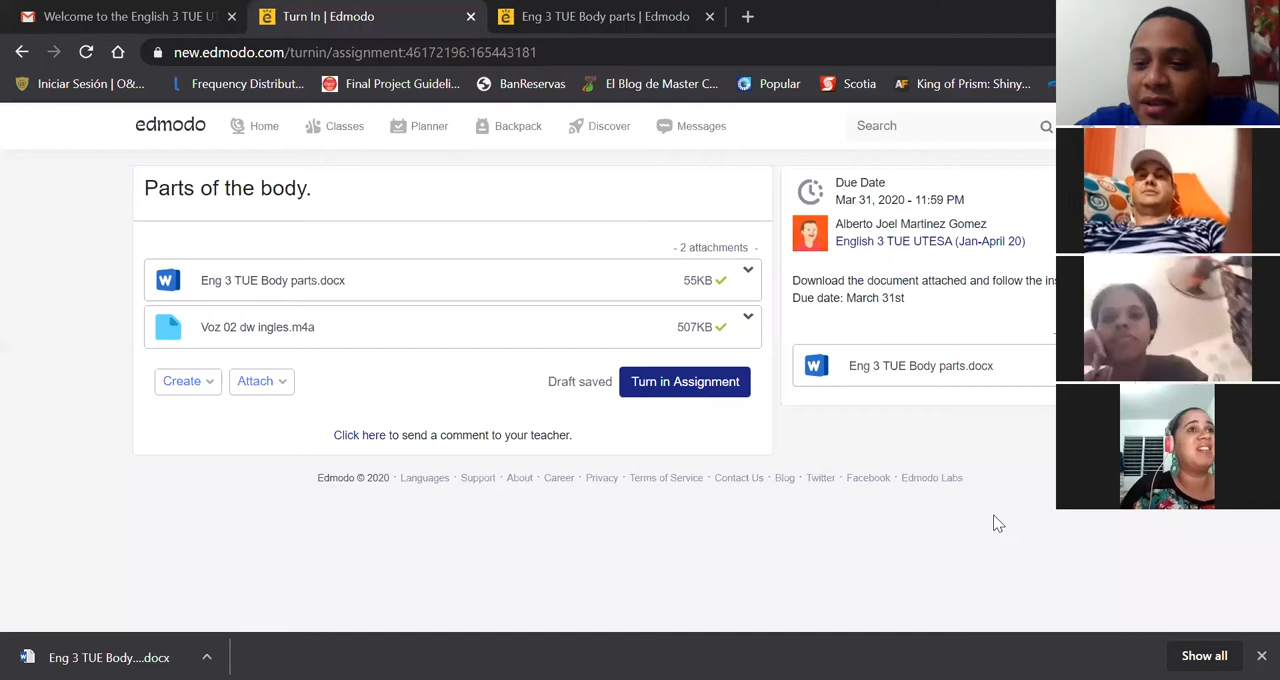 Welcome to the English 3 TUE U
Turn In | Edmodo
Eng 3 TUE Body parts | Edmodo
new.edmodo.com/turnin/assignment:46172196:165443181
Iniciar Sesión | O&...
Frequency Distribut...
Final Project Guideli...
BanReservas
El Blog de Master C...
Popular
Scotia
King of Prism: Shiny...
edmodo
Home
Classes
Planner
Backpack
Discover
Messages
Search
Parts of the body.
- 2 attachments -
Eng 3 TUE Body parts.docx
55KB
Voz 02 dw ingles.m4a
507KB
Create
Attach
Draft saved
Turn in Assignment
Click here to send a comment to your teacher.
Due Date
Mar 31, 2020 - 11:59 PM
Alberto Joel Martinez Gomez
English 3 TUE UTESA (Jan-April 20)
Download the document attached and follow the ins
Due date: March 31st
Eng 3 TUE Body parts.docx
Edmodo © 2020 · Languages · Support · About · Career · Privacy · Terms of Service · Contact Us · Blog · Twitter · Facebook · Edmodo Labs
Eng 3 TUE Body....docx
Show all